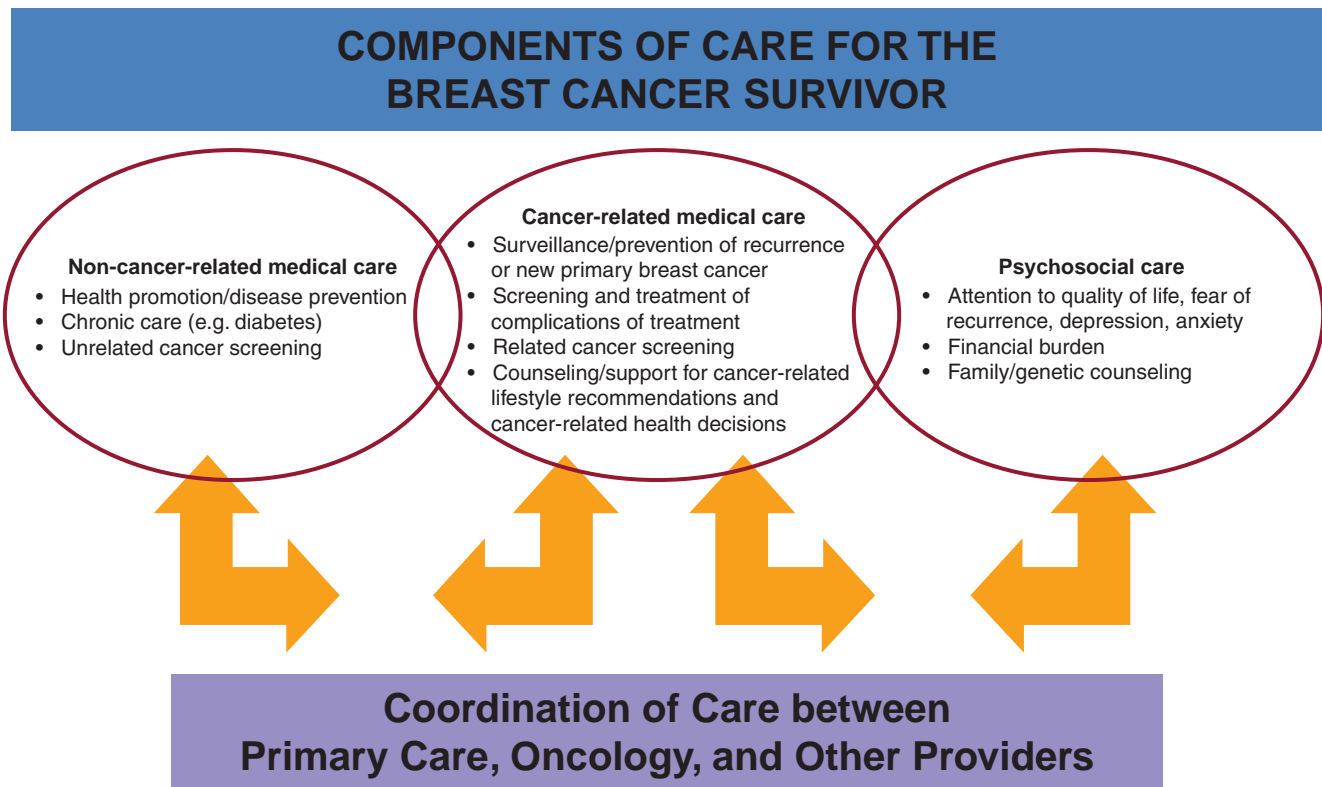 COMPONENTS OF CARE FOR THE
BREAST CANCER SURVIVOR
Non-cancer-related medical care
• Health promotion/disease prevention
• Chronic care (e.g. diabetes)
• Unrelated cancer screening
Cancer-related medical care
• Surveillance/prevention of recurrence
or new primary breast cancer
• Screening and treatment of
complications of treatment
• Related cancer screening
• Counseling/support for cancer-related
lifestyle recommendations and
cancer-related health decisions
Psychosocial care
• Attention to quality of life, fear of
recurrence, depression, anxiety
• Financial burden
• Family/genetic counseling
Coordination of Care between
Primary Care, Oncology, and Other Providers